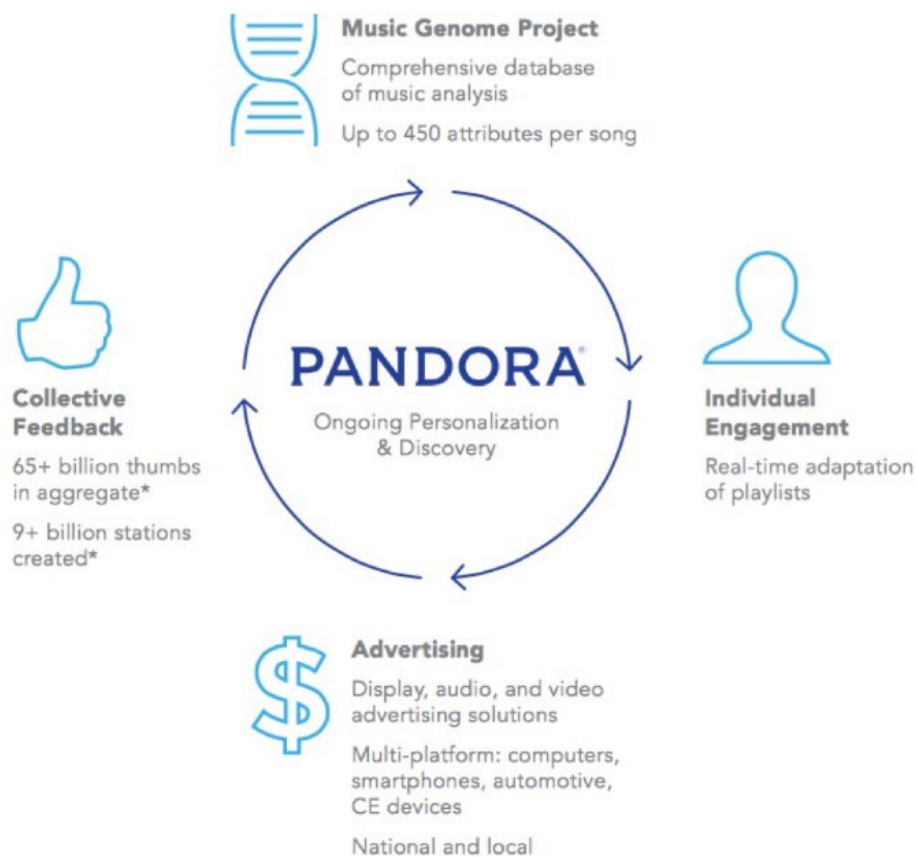 Music Genome Project
Comprehensive database
of music analysis
Up to 450 attributes per song
PANDORA®
Ongoing Personalization
& Discovery
Collective
Feedback
65+ billion thumbs
in aggregate*
9+ billion stations
created*
Individual
Engagement
Real-time adaptation
of playlists
$
Advertising
Display, audio, and video
advertising solutions
Multi-platform: computers,
smartphones, automotive,
CE devices
National and local